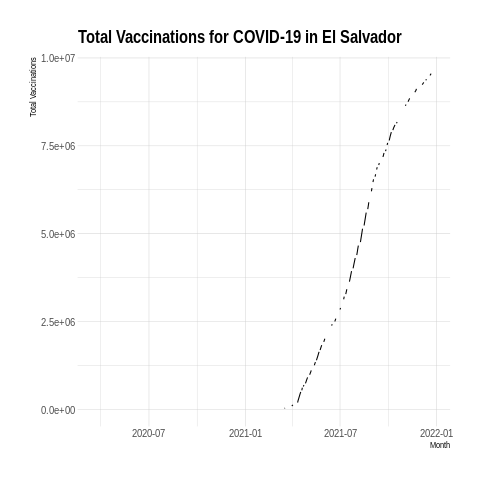 Total Vaccinations for COVID-19 in El Salvador
Total Vaccinations
1.0e+07
7.5e+06
5.0e+06
2.5e+06
0.0e+00
2020-07 2021-01 2021-07 2022-01
Month